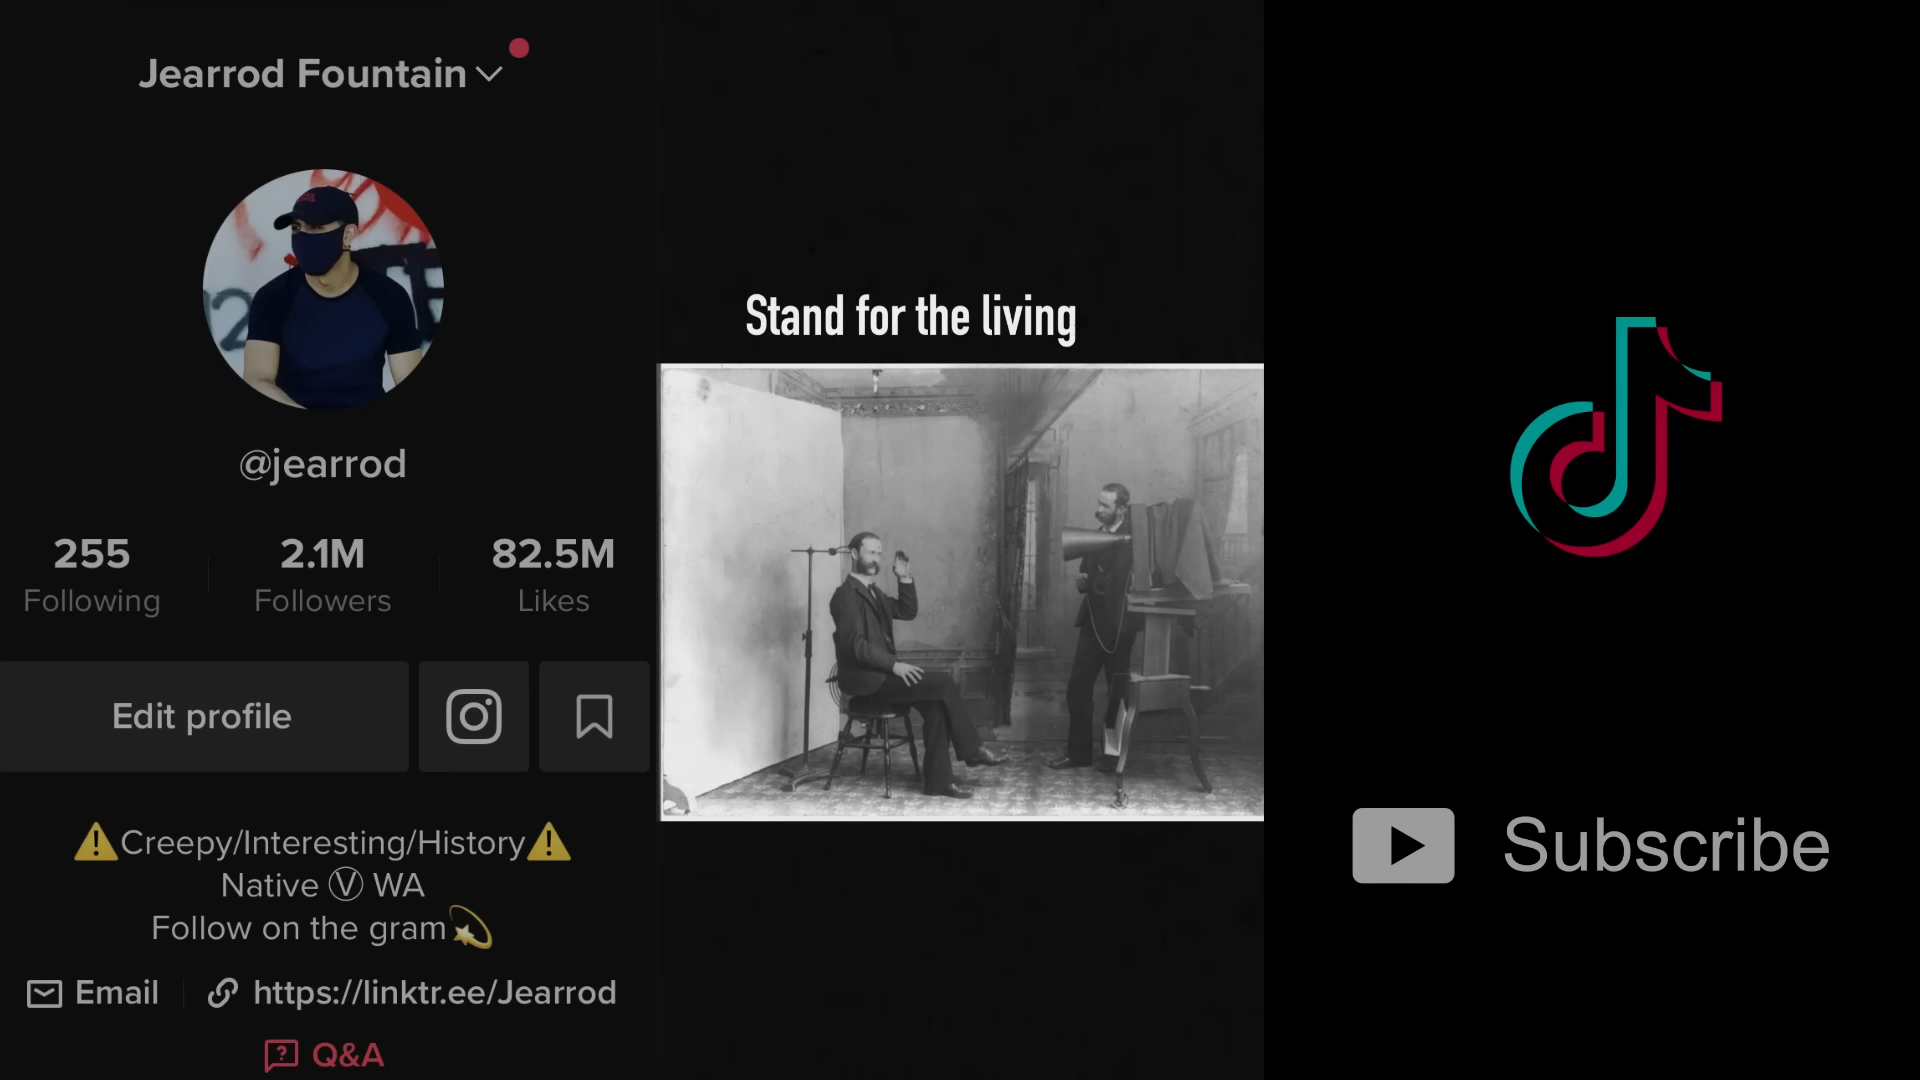 Jearrod Fountain
@jearrod
255
Following
2.1M
Followers
82.5M
Likes
Edit profile
⚠️Creepy/Interesting/History⚠️
Native Ⓥ WA
Follow on the gram💫
Email
https://linktr.ee/Jearrod
Q&A
Stand for the living
Subscribe